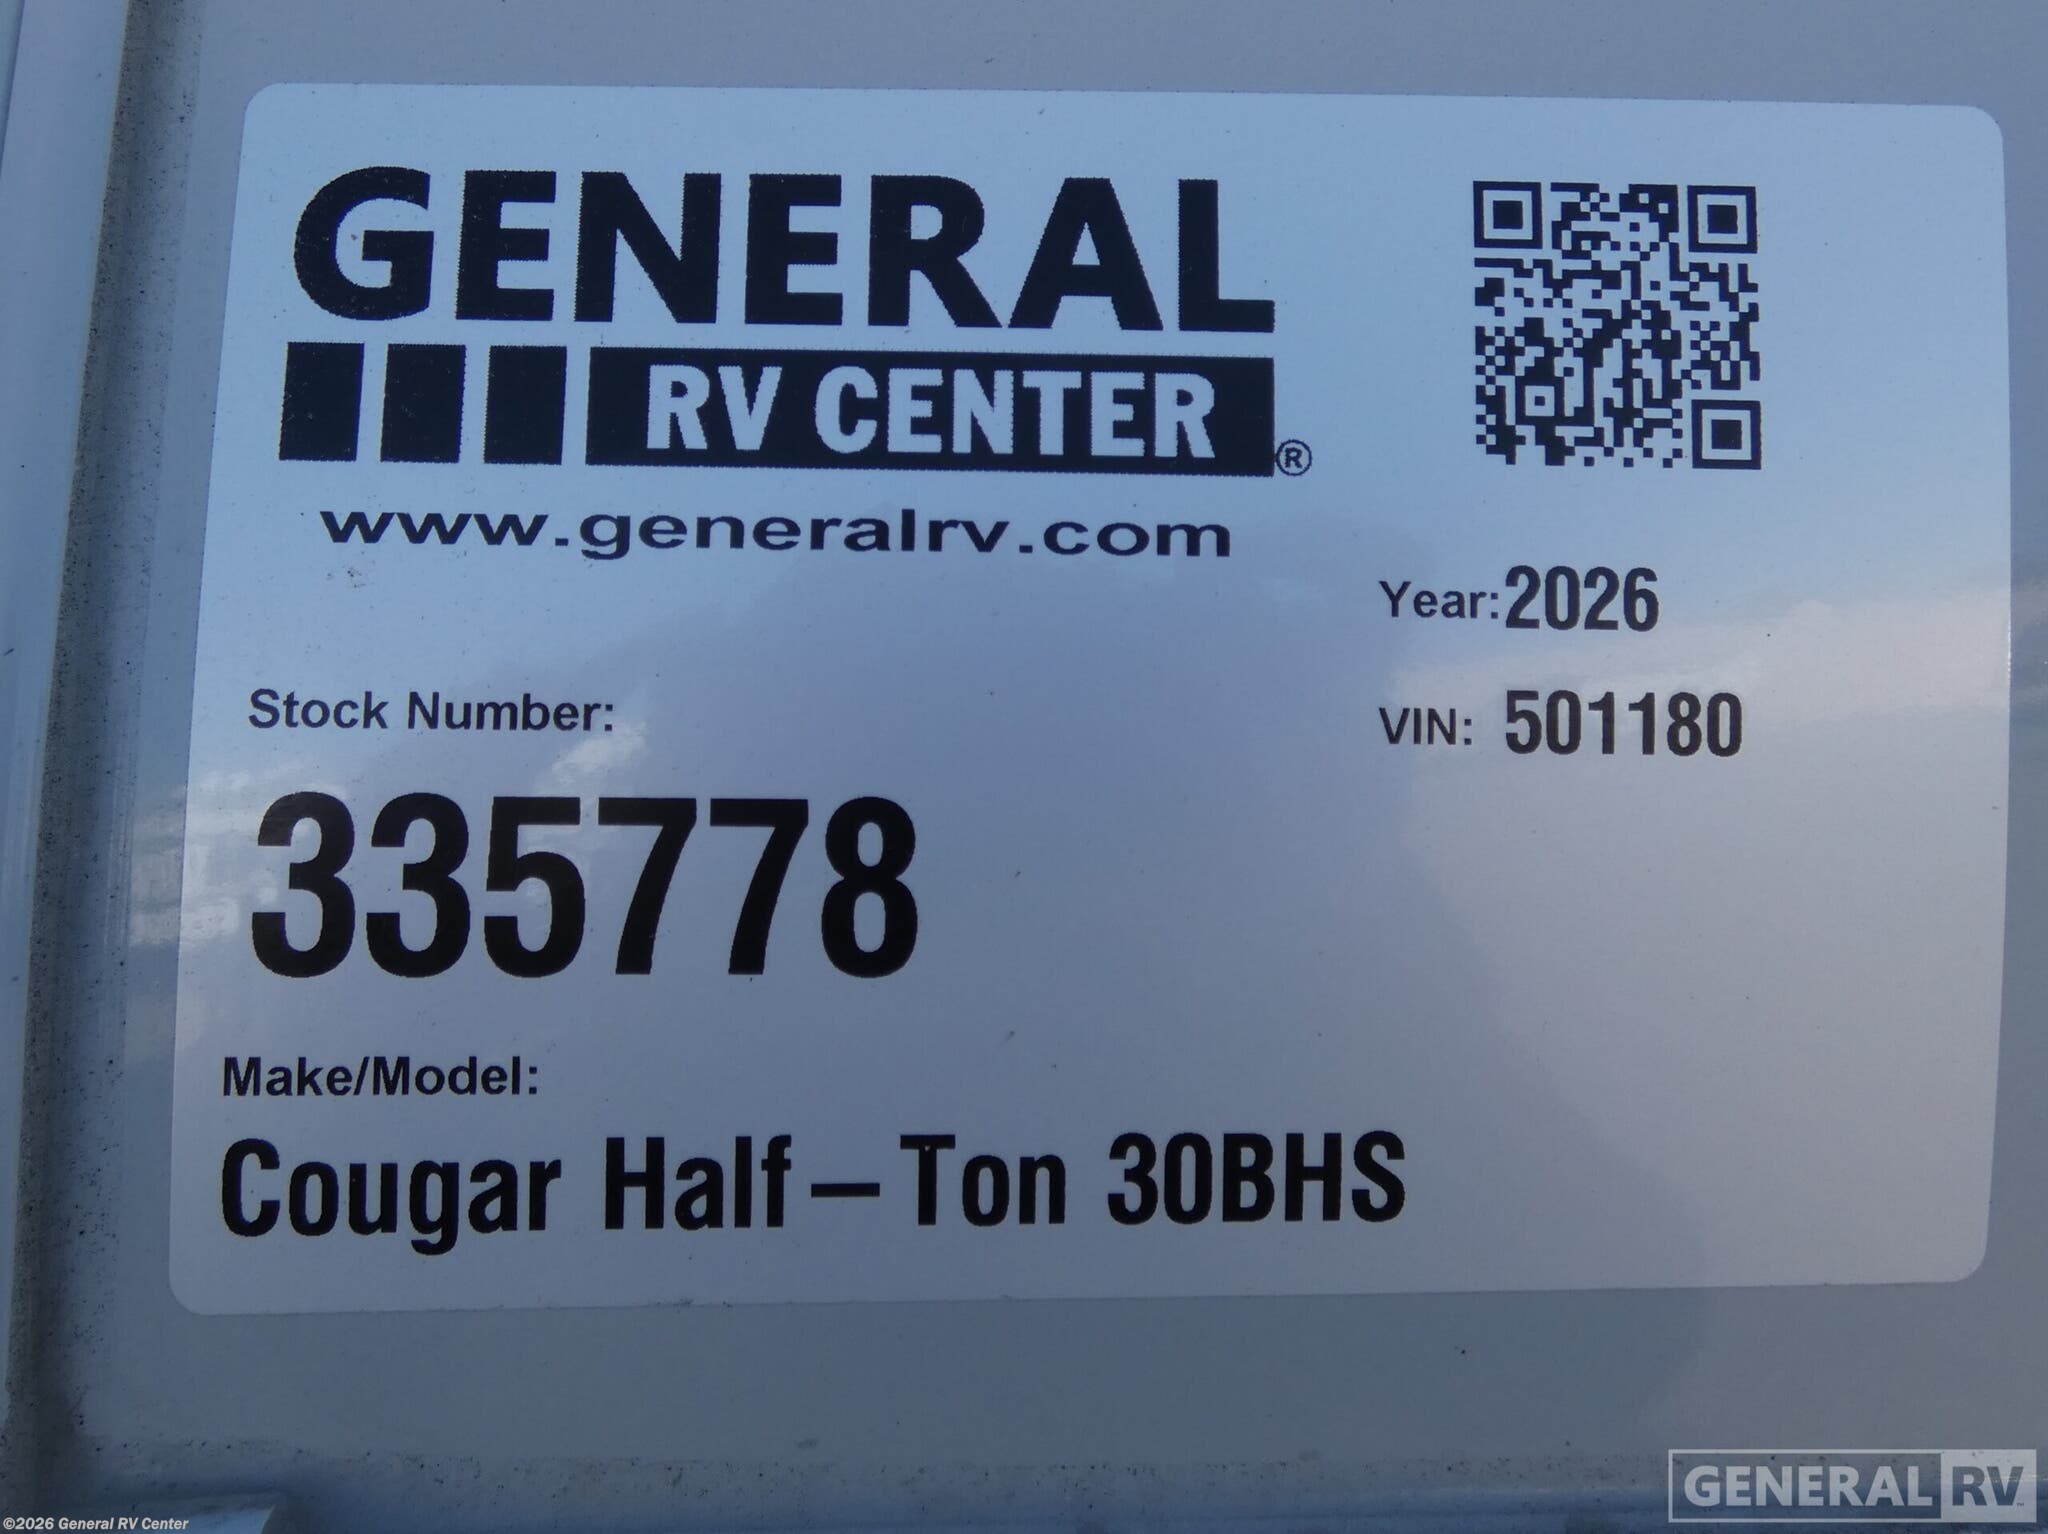 GENERAL
RV CENTER®
www.generalrv.com
Year: 2026
VIN: 501180
Stock Number:
335778
Make/Model:
Cougar Half-Ton 30BHS
GENERAL RV™
©2026 General RV Center